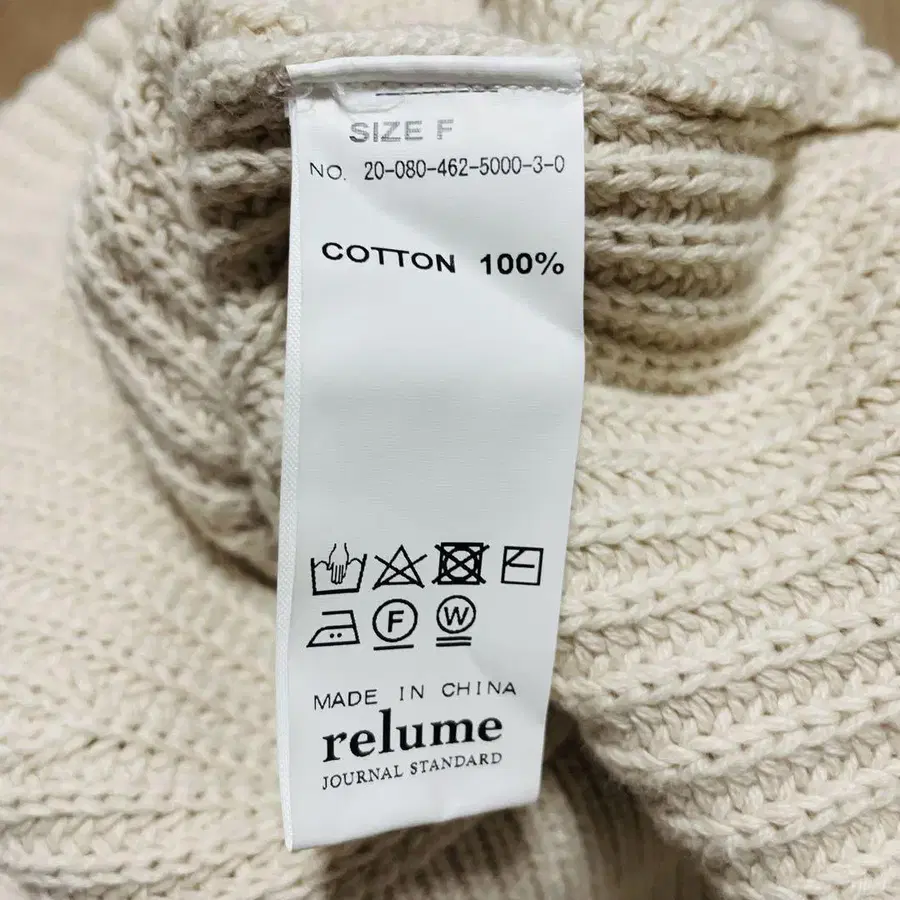 SIZE F
NO. 20-080-462-5000-3-0
COTTON 100%
F W
MADE IN CHINA
relume
JOURNAL STANDARD